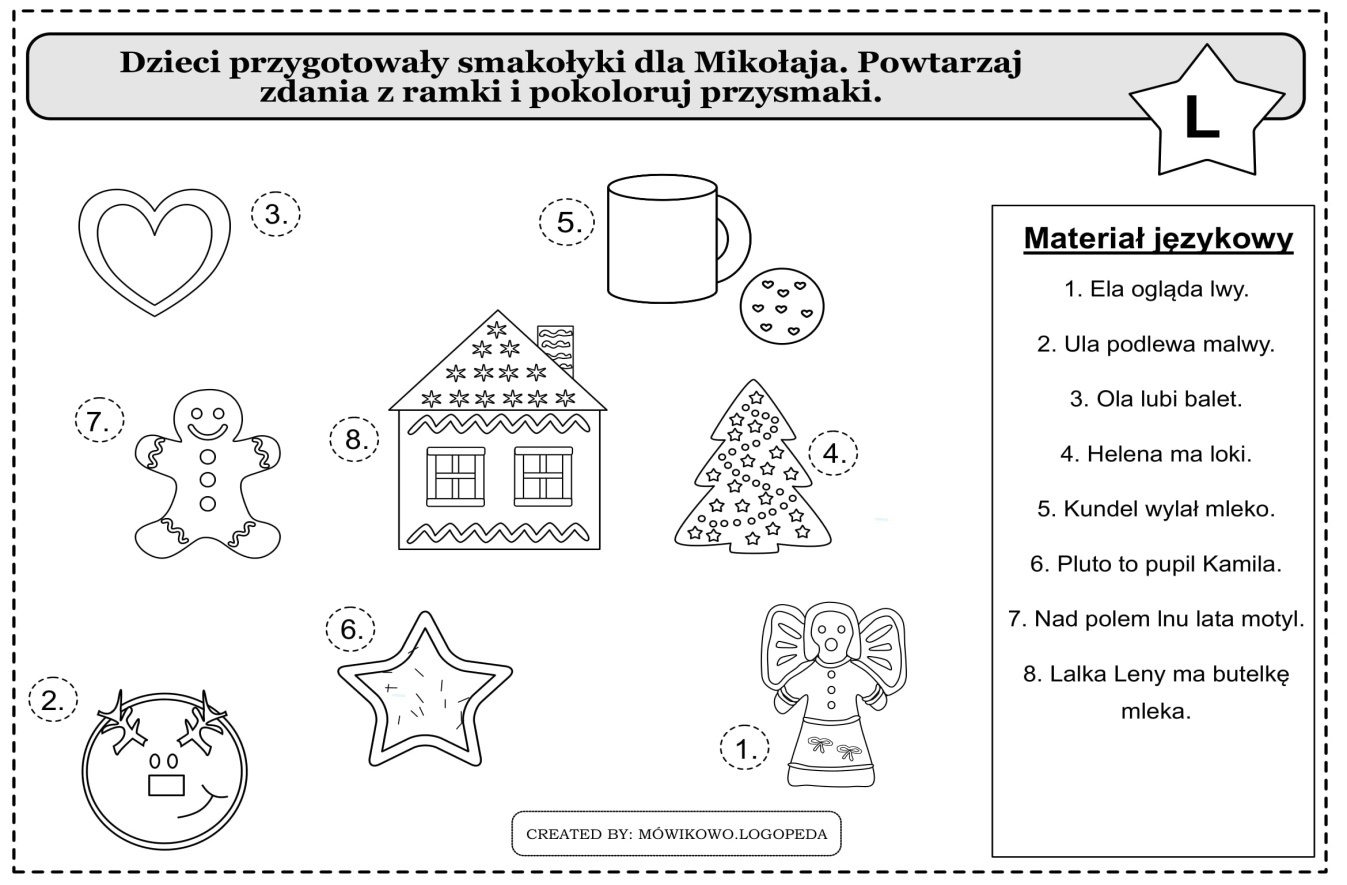 Dzieci przygotowały smakołyki dla Mikołaja. Powtarzaj
zdania z ramki i pokoloruj przysmaki.
L
3.
5.
7.
8.
4.
6.
2.
1.
Materiał językowy
1. Ela ogląda lwy.
2. Ula podlewa malwy.
3. Ola lubi balet.
4. Helena ma loki.
5. Kundel wylał mleko.
6. Pluto to pupil Kamila.
7. Nad polem lnu lata motyl.
8. Lalka Leny ma butelkę
mleka.
CREATED BY: MÓWIKOWO.LOGOPEDA